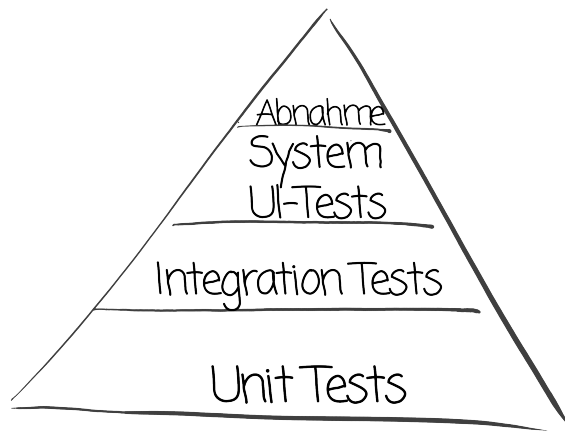 Abnahme
System
UI-Tests
Integration Tests
Unit Tests